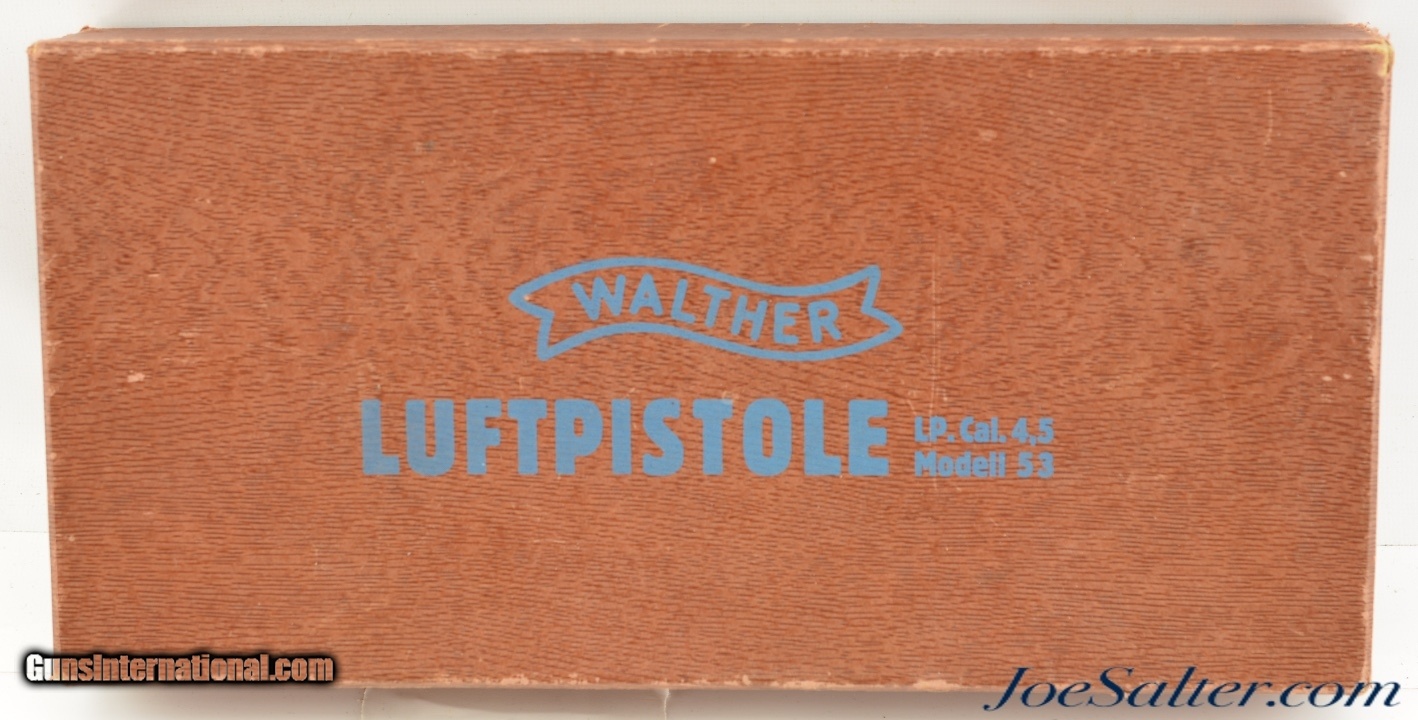 WALTHER
LUFTPISTOLE
LP. Cal. 4,5
Modell 53
GunsInternational.com
JoeSalter.com